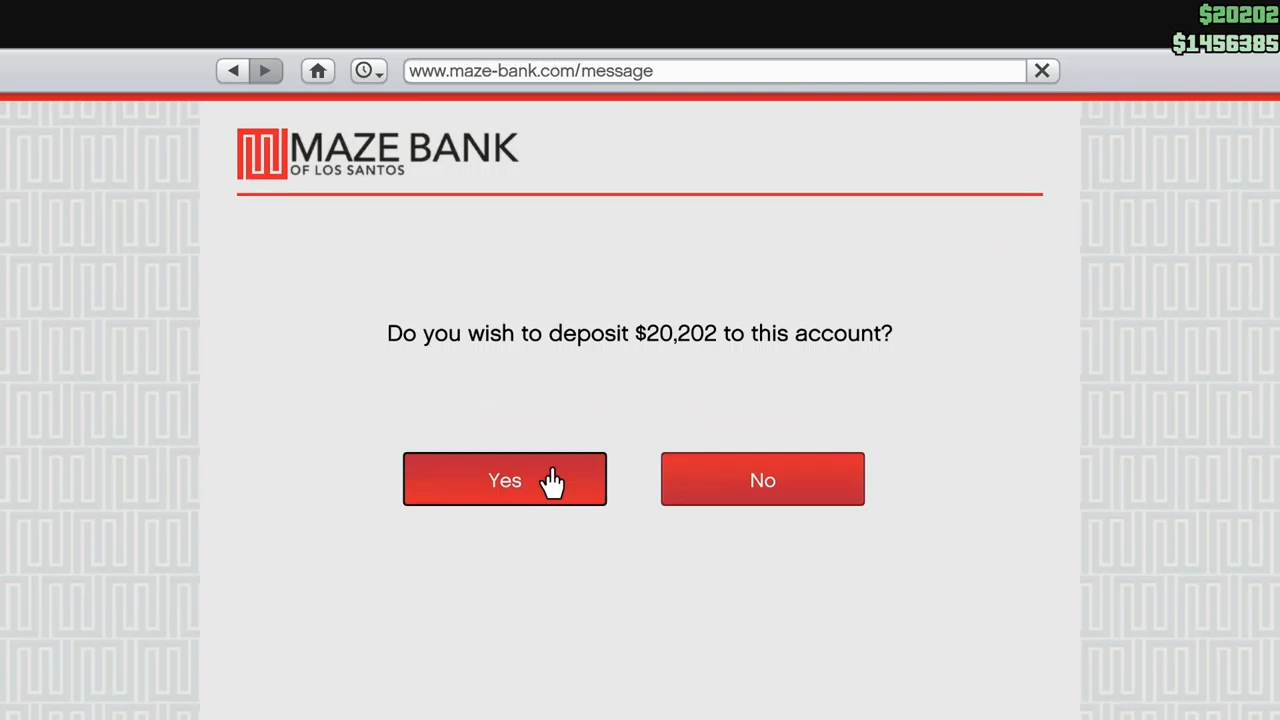 $20202
$1456385
www.maze-bank.com/message
MAZE BANK
OF LOS SANTOS
Do you wish to deposit $20,202 to this account?
Yes
No